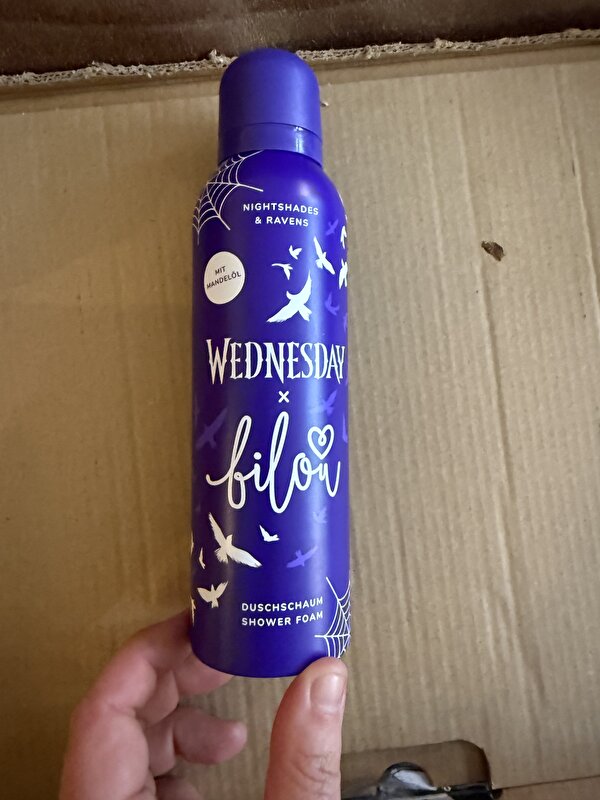 NIGHTSHADES
& RAVENS
MIT
MANDELÖL
WEDNESDAY
x
bilou
DUSCHSCHAUM
SHOWER FOAM